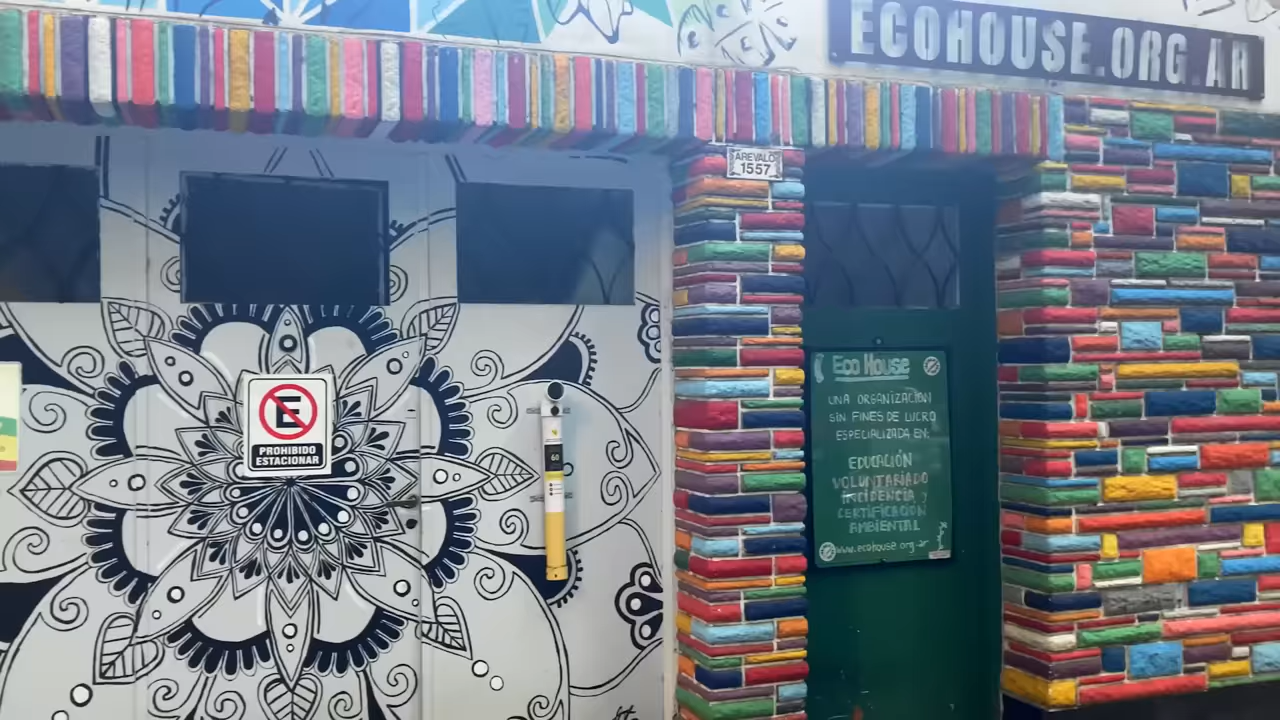 ECOHOUSE.ORG.AR
AREVALO
1557
E
PROHIBIDO
ESTACIONAR
60
Eco House
UNA ORGANIZACIÓN
SIN FINES DE LUCRO
ESPECIALIZADA EN:
EDUCACIÓN
VOLUNTARIADO
INCIDENCIA y
CERTIFICACIÓN
AMBIENTAL
www.ecohouse.org.ar